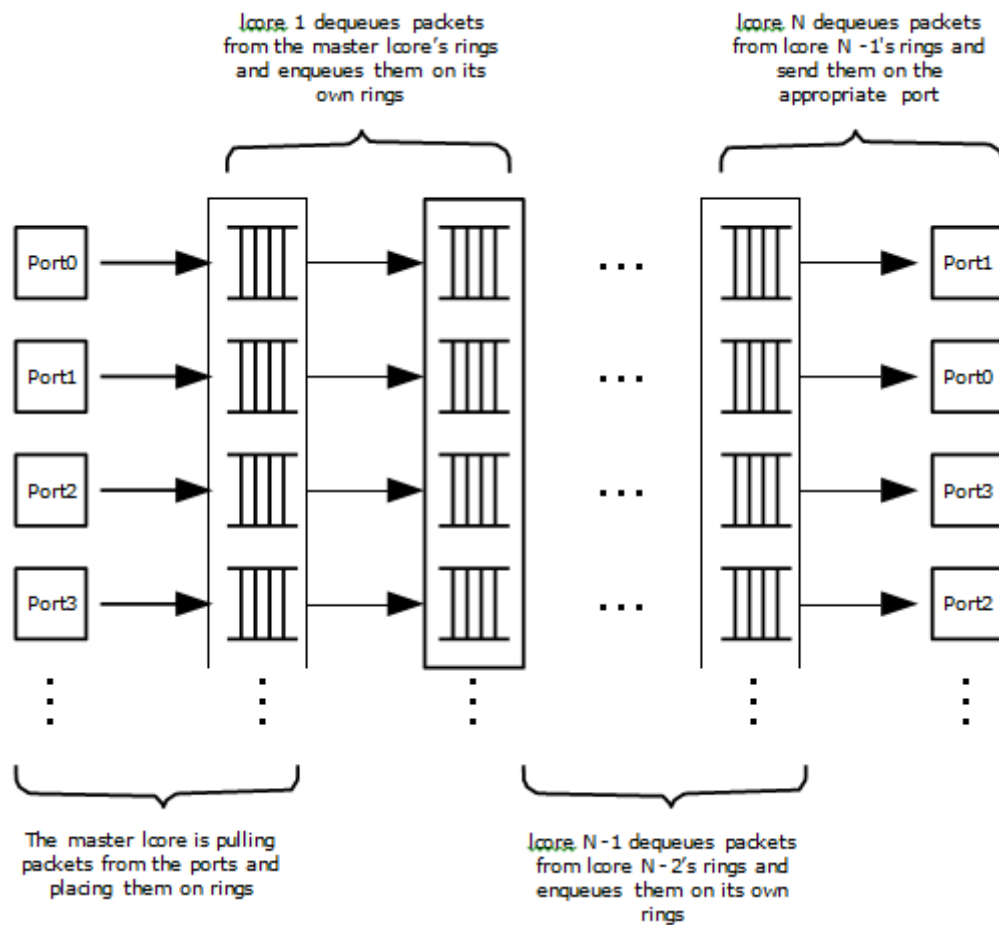 lcore 1 dequeues packets
from the master lcore's rings
and enqueues them on its
own rings
lcore N dequeues packets
from lcore N -1's rings and
send them on the
appropriate port
Port0
Port1
Port1
Port0
Port2
Port3
Port3
Port2
The master lcore is pulling
packets from the ports and
placing them on rings
lcore N-1 dequeues packets
from lcore N-2's rings and
enqueues them on its own
rings